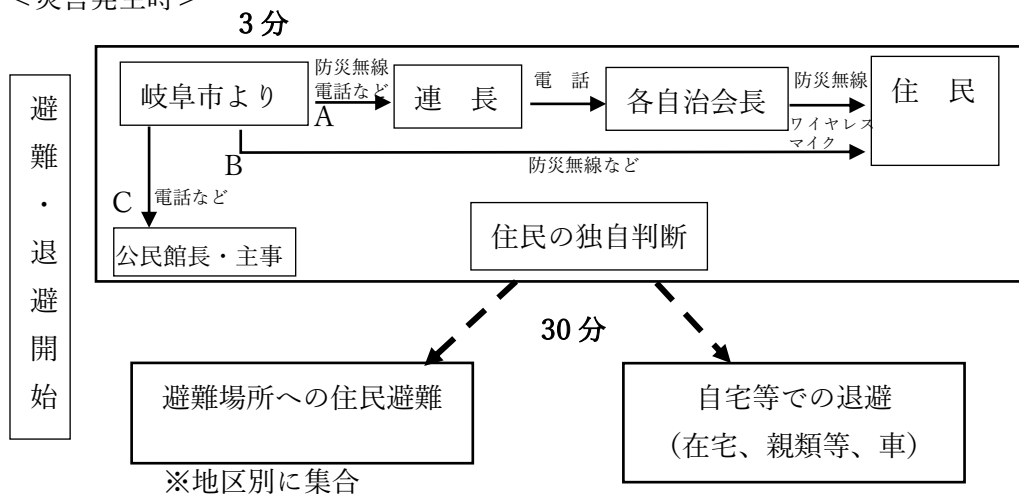 ＜災害発生時＞
3分
避難・退避開始
岐阜市より
防災無線
電話など
A
連　長
電　話
各自治会長
防災無線
ワイヤレス
マイク
住　民
B
防災無線など
C
電話など
公民館長・主事
住民の独自判断
30分
避難場所への住民避難
※地区別に集合
自宅等での退避
（在宅、親類等、車）